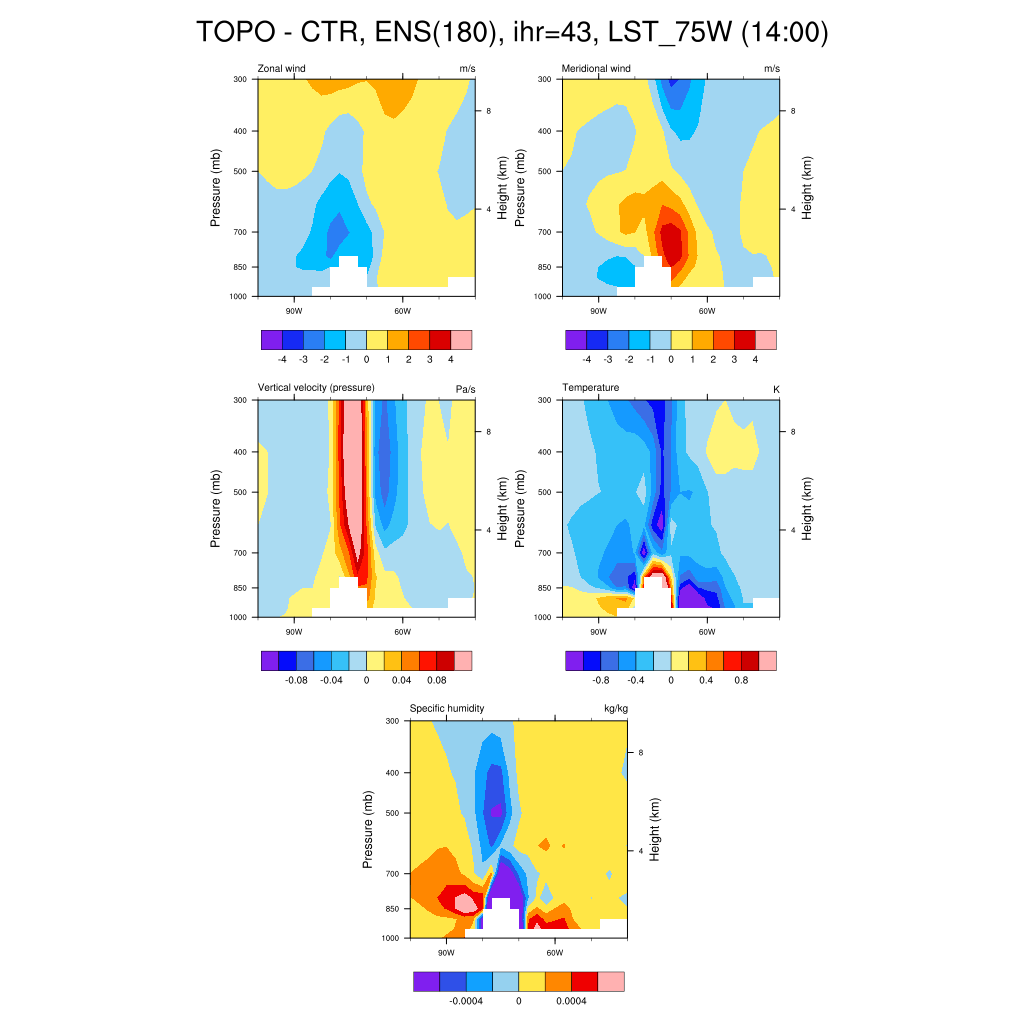 TOPO - CTR, ENS(180), ihr=43, LST_75W (14:00)
Zonal wind m/s
300
400
500
700
850
1000
Pressure (mb)
8
4
Height (km)
90W 60W
-4 -3 -2 -1 0 1 2 3 4
Meridional wind m/s
300
400
500
700
850
1000
Pressure (mb)
8
4
Height (km)
90W 60W
-4 -3 -2 -1 0 1 2 3 4
Vertical velocity (pressure) Pa/s
300
400
500
700
850
1000
Pressure (mb)
8
4
Height (km)
90W 60W
-0.08 -0.04 0 0.04 0.08
Temperature K
300
400
500
700
850
1000
Pressure (mb)
8
4
Height (km)
90W 60W
-0.8 -0.4 0 0.4 0.8
Specific humidity kg/kg
300
400
500
700
850
1000
Pressure (mb)
8
4
Height (km)
90W 60W
-0.0004 0 0.0004